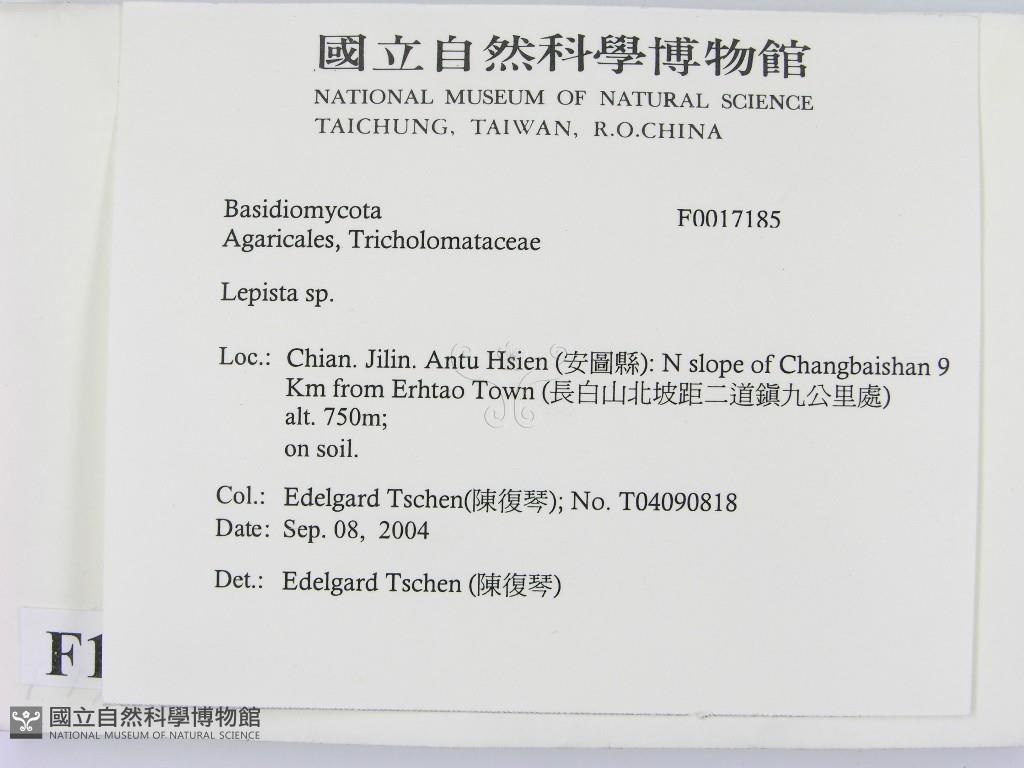 國立自然科學博物館
NATIONAL MUSEUM OF NATURAL SCIENCE
TAICHUNG, TAIWAN, R.O.CHINA
Basidiomycota
F0017185
Agaricales, Tricholomataceae
Lepista sp.
Loc.: Chian. Jilin. Antu Hsien (安圖縣): N slope of Changbaishan 9
Km from Erhtao Town (長白山北坡距二道鎮九公里處)
alt. 750m;
on soil.
Col.: Edelgard Tschen(陳復琴); No. T04090818
Date: Sep. 08, 2004
Det.: Edelgard Tschen (陳復琴)
F1
國立自然科學博物館
NATIONAL MUSEUM OF NATURAL SCIENCE